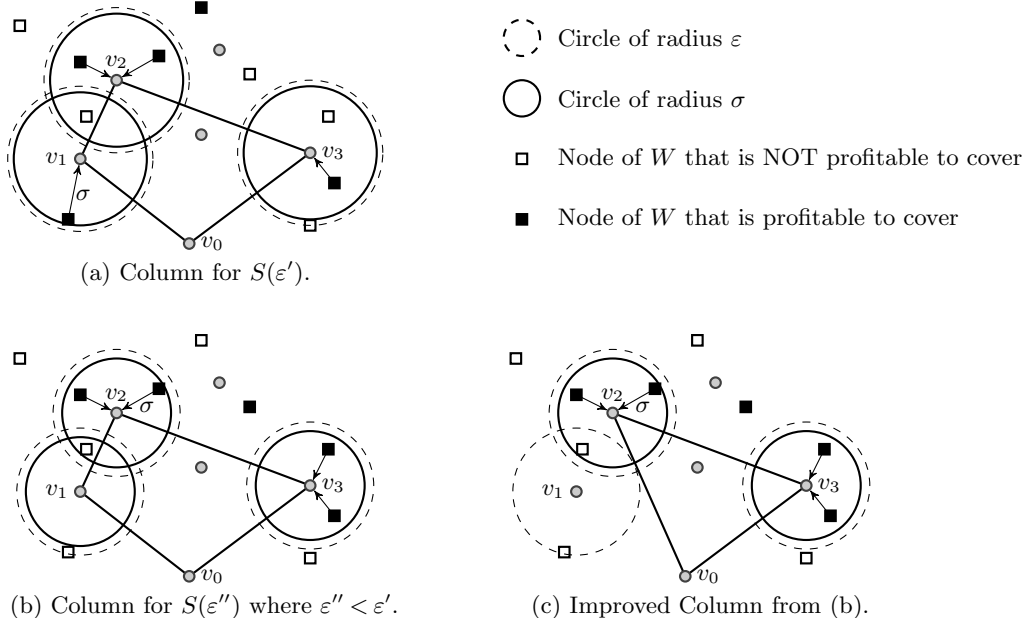 v₂
v₁
σ
v₃
v₀
(a) Column for S(ε′).
Circle of radius ε
Circle of radius σ
Node of W that is NOT profitable to cover
Node of W that is profitable to cover
v₂
σ
v₁
v₃
v₀
(b) Column for S(ε″) where ε″ < ε′.
v₂
σ
v₁
v₃
v₀
(c) Improved Column from (b).